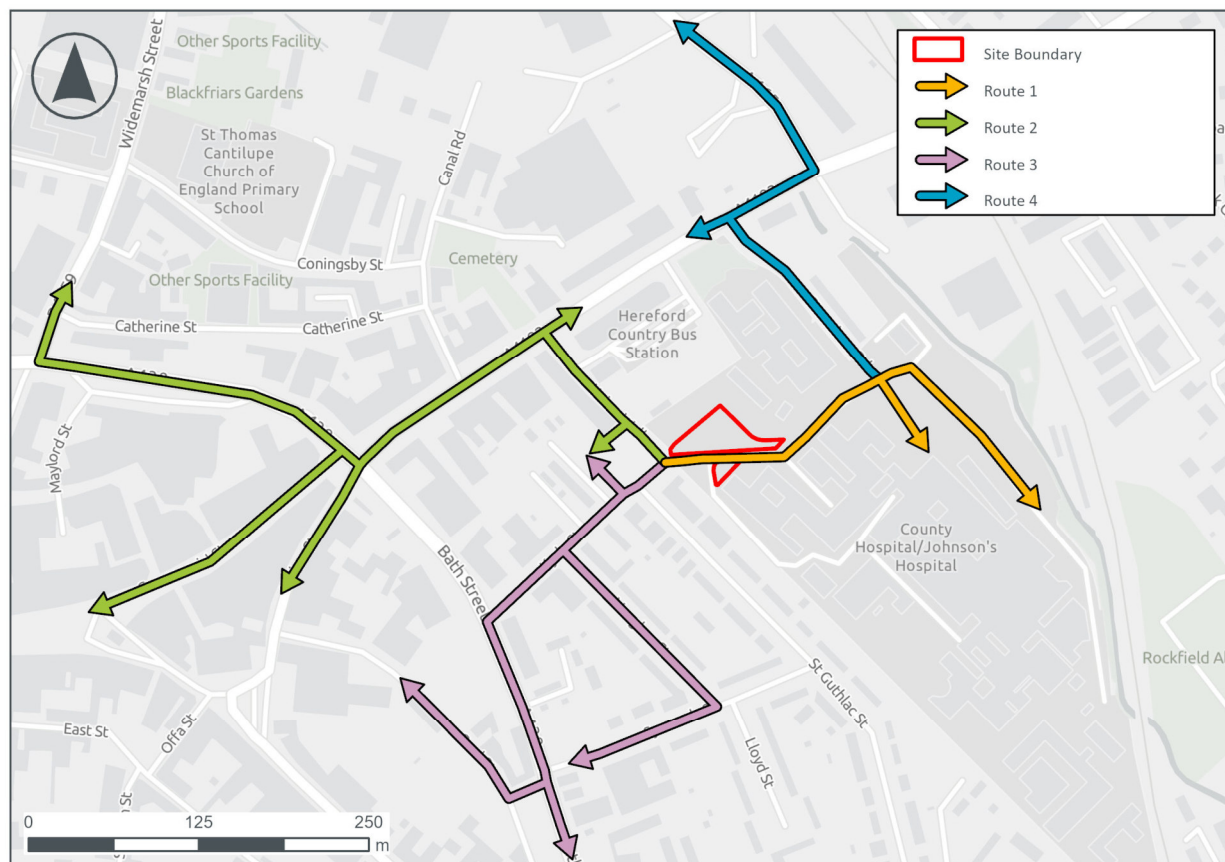 Other Sports Facility
Blackfriars Gardens
Widemarsh Street
St Thomas
Cantilupe
Church of
England Primary
School
Canal Rd
Site Boundary
Route 1
Route 2
Route 3
Route 4
Coningsby St
Cemetery
Other Sports Facility
Catherine St
Catherine St
Hereford
Country Bus
Station
Maylord St
Bath Street
County
Hospital/Johnson's
Hospital
St Guthlac St
Lloyd St
East St
Offa St
0
125
250
m